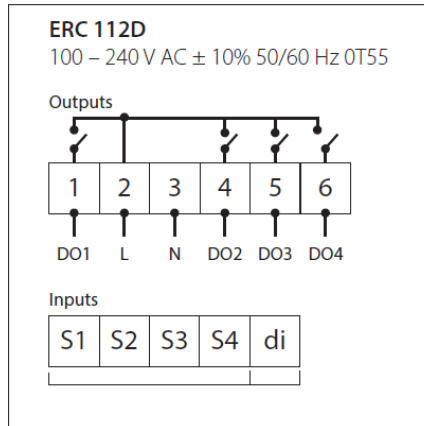 ERC 112D
100 – 240 V AC ± 10% 50/60 Hz 0T55
Outputs
1 2 3 4 5 6
DO1 L N DO2 DO3 DO4
Inputs
S1 S2 S3 S4 di